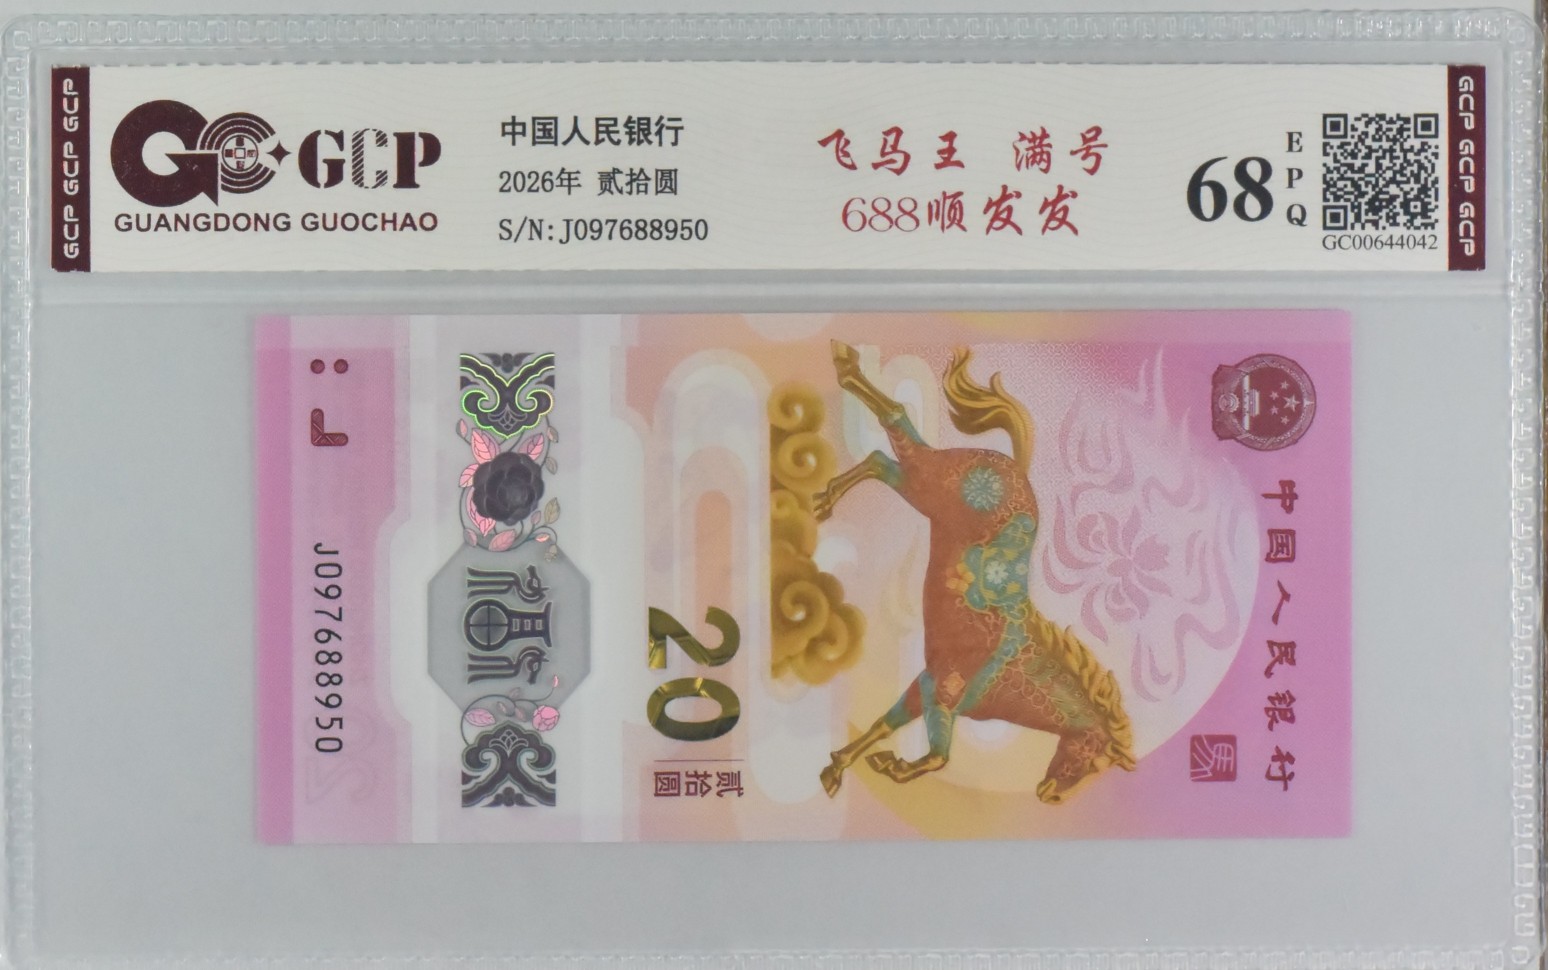 GCP GCP GCP
GCP
GUANGDONG GUOCHAO
中国人民银行
2026年 贰拾圆
S/N:J097688950
飞马王 满号
688顺发发
68
EPQ
GC00644042
GCP GCP GCP
中国人民银行
马
20
贰拾圆
J097688950